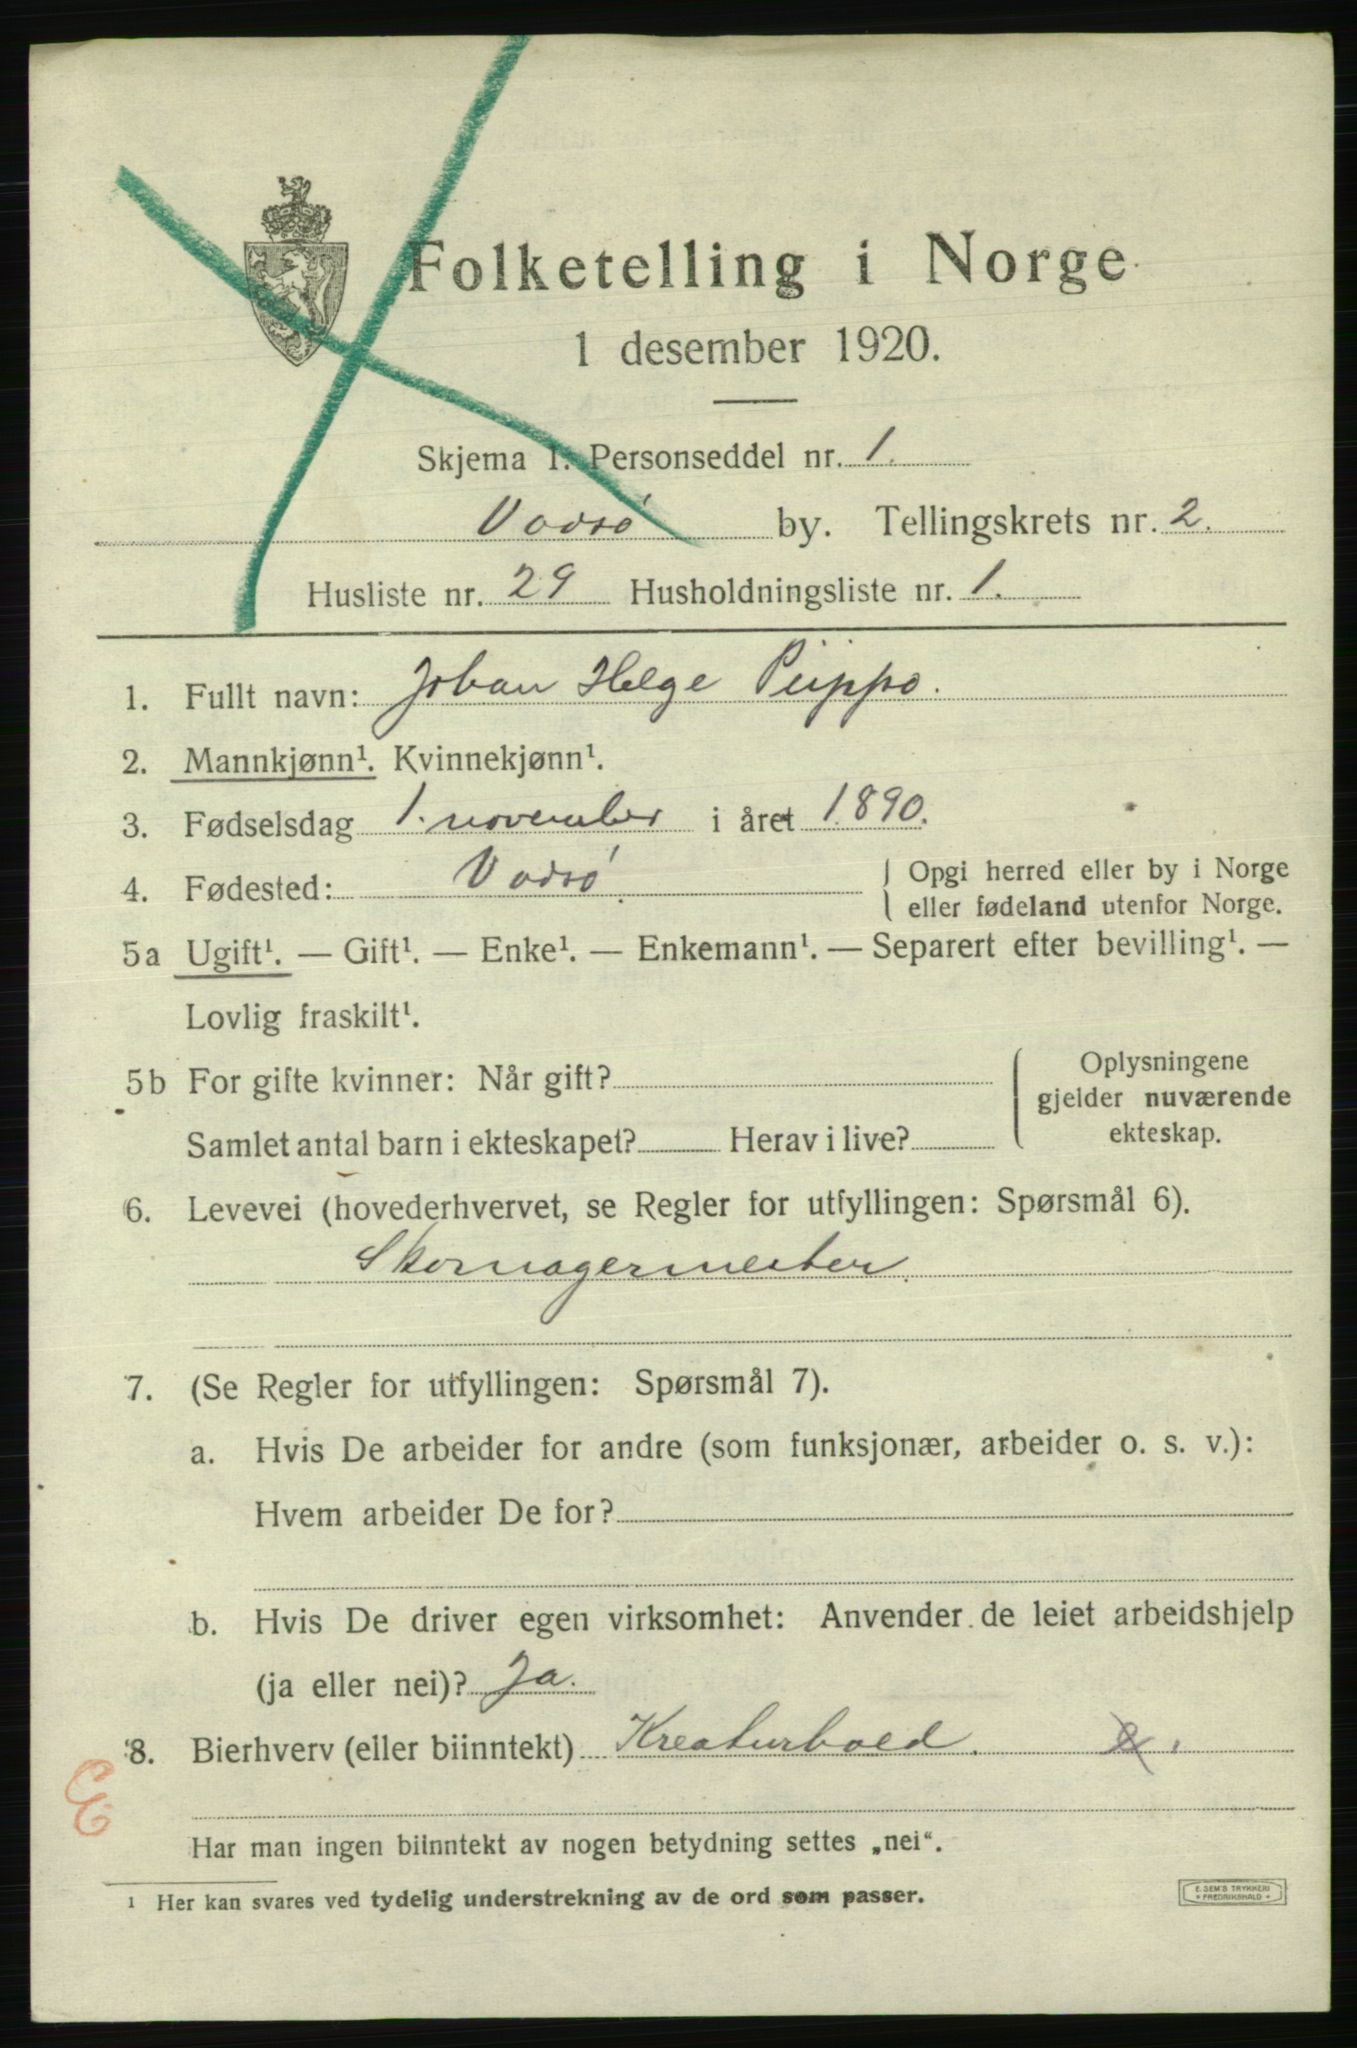 Folketelling i Norge
1 desember 1920.
Skjema 1. Personseddel nr. 1.
Vadsø by. Tellingskrets nr. 2.
Husliste nr. 29 Husholdningsliste nr. 1.
1. Fullt navn: Johan Helge Piippo.
2. Mannkjønn¹. Kvinnekjønn¹.
3. Fødselsdag 1. november i året 1890.
4. Fødested: Vadsø { Opgi herred eller by i Norge
eller fødeland utenfor Norge.
5a Ugift¹. — Gift¹. — Enke¹. — Enkemann¹. — Separert efter bevilling¹. —
Lovlig fraskilt¹.
5b For gifte kvinner: Når gift?
Samlet antal barn i ekteskapet? Herav i live?
{ Oplysningene
gjelder nuværende
ekteskap.
6. Levevei (hovederhvervet, se Regler for utfyllingen: Spørsmål 6).
Skomagermester.
7. (Se Regler for utfyllingen: Spørsmål 7).
a. Hvis De arbeider for andre (som funksjonær, arbeider o. s. v.):
Hvem arbeider De for?
b. Hvis De driver egen virksomhet: Anvender de leiet arbeidshjelp
(ja eller nei)? Ja.
8. Bierhverv (eller biinntekt) Kreaturhold.
E
Har man ingen biinntekt av nogen betydning settes „nei“.
1 Her kan svares ved tydelig understrekning av de ord som passer.
E. SEM'S TRYKKERI
FREDRIKSHALD